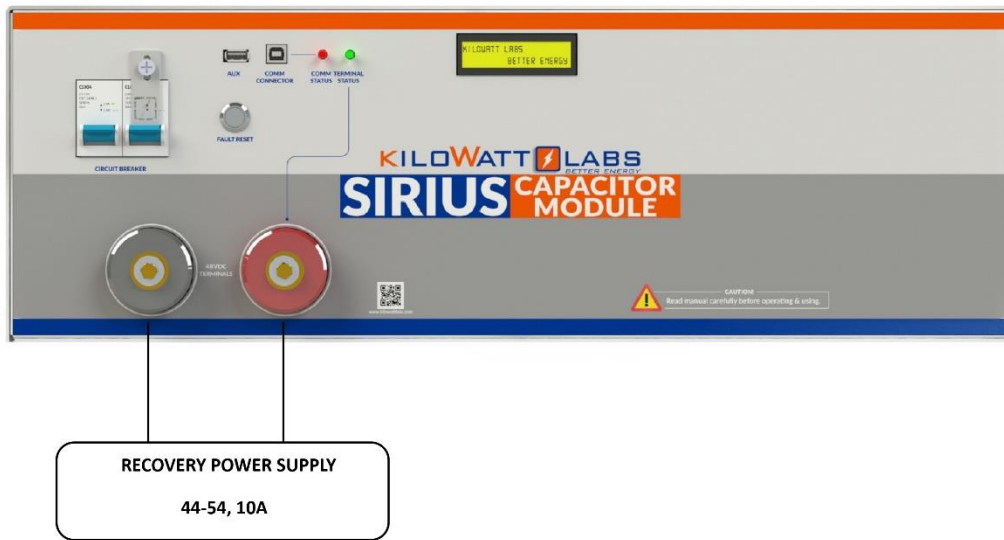 KILOWATT LABS
BETTER ENERGY
AUX
COMM
CONNECTOR
COMM
STATUS
TERMINAL
STATUS
FAULT RESET
CIRCUIT BREAKER
KILOWATT LABS
BETTER ENERGY
SIRIUS CAPACITOR
MODULE
48VDC
TERMINALS
CAUTION!
Read manual carefully before operating & using.
RECOVERY POWER SUPPLY
44-54, 10A